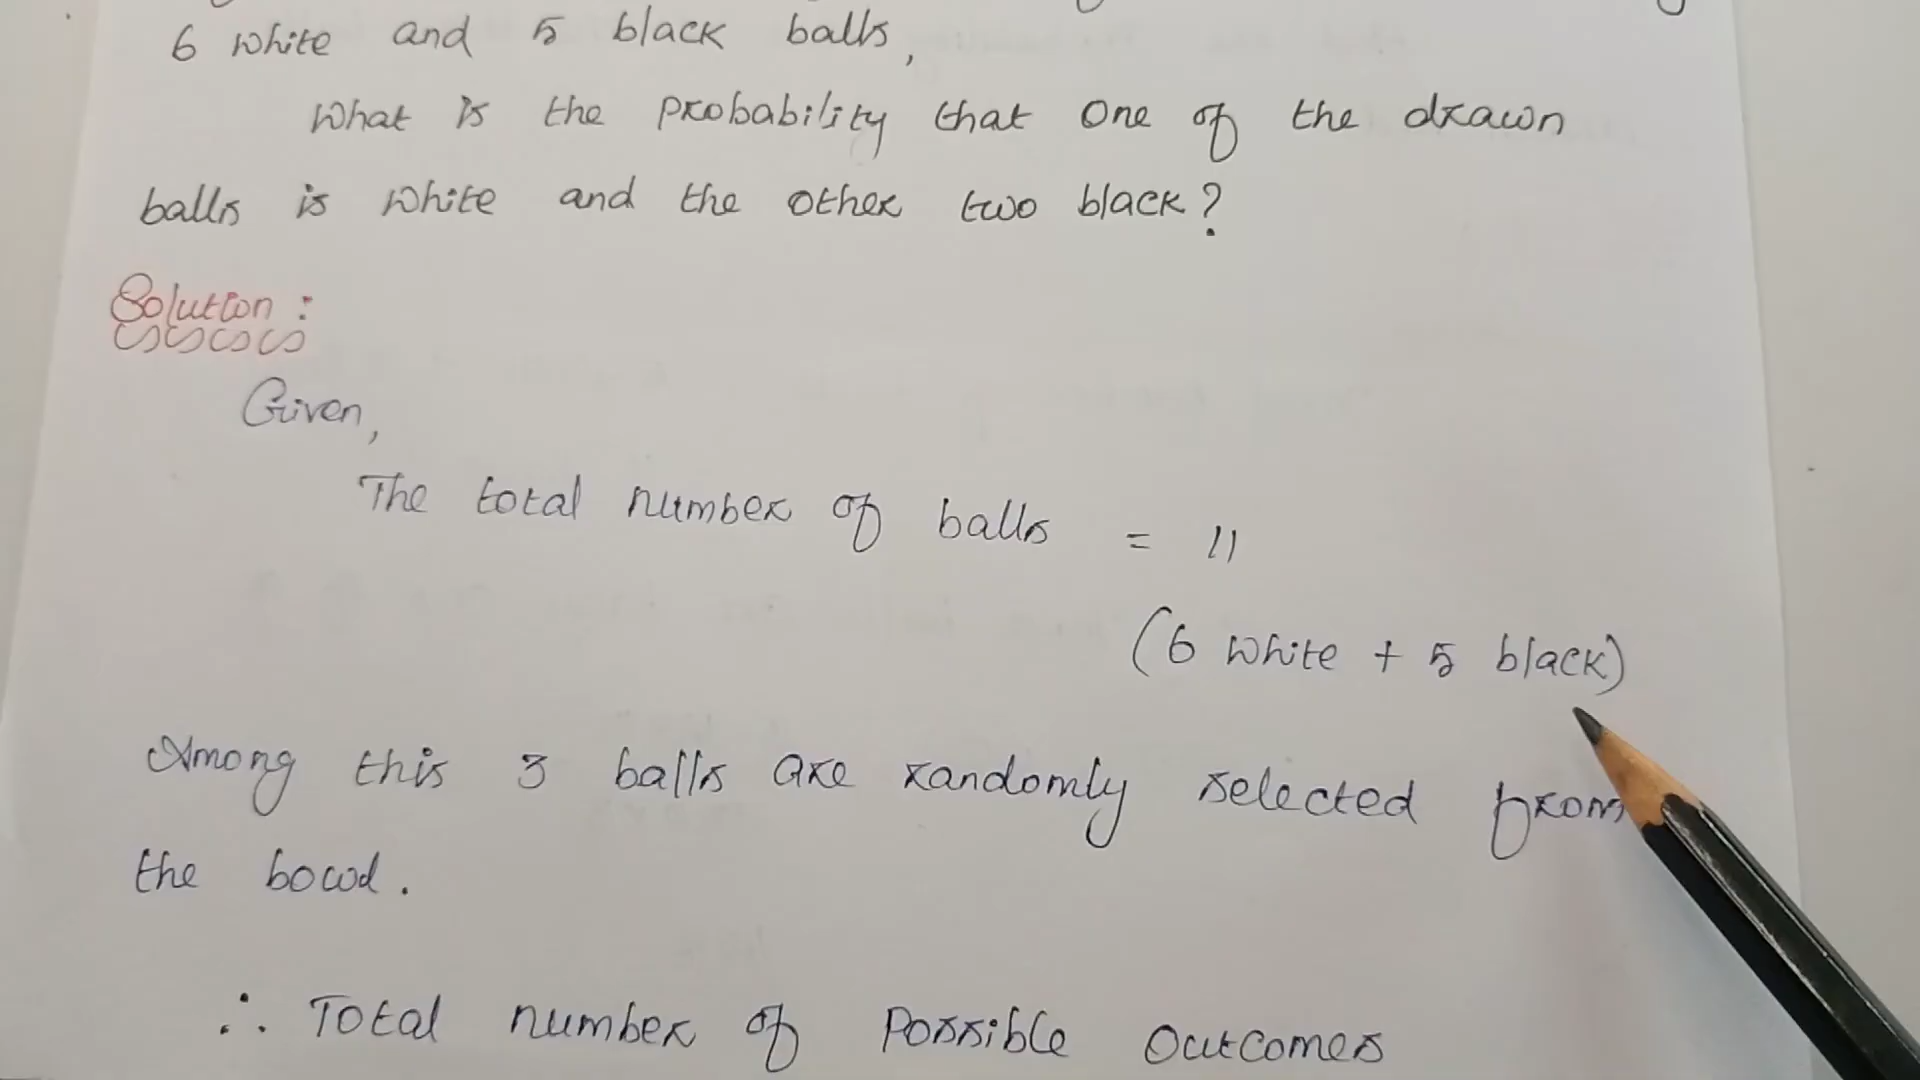 6 white and 5 black balls,
What is the probability that one of the drawn
balls is white and the other two black?
Solution :
Given,
The total number of balls = 11
(6 white + 5 black)
Among this 3 balls are randomly selected from
the bowl.
∴ Total number of Possible Outcomes